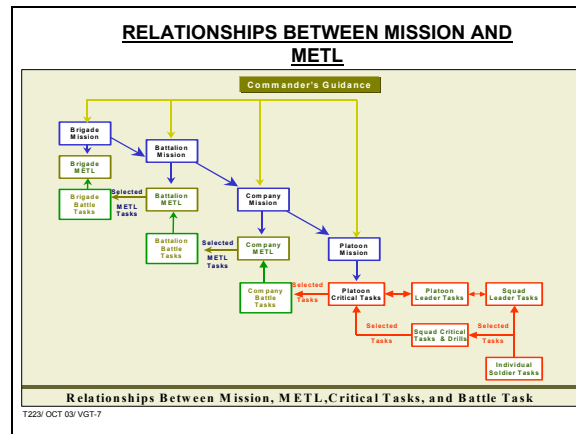 RELATIONSHIPS BETWEEN MISSION AND
METL
Commander's Guidance
Brigade
Mission
Battalion
Mission
Brigade
METL
Selected
METL
Tasks
Brigade
Battle
Tasks
Battalion
METL
Company
Mission
Battalion
Battle
Tasks
Selected
METL
Tasks
Company
METL
Platoon
Mission
Company
Battle
Tasks
Selected
Tasks
Platoon
Critical Tasks
Platoon
Leader Tasks
Squad
Leader Tasks
Selected
Tasks
Squad Critical
Tasks & Drills
Selected
Tasks
Individual
Soldier Tasks
Relationships Between Mission, METL,Critical Tasks, and Battle Task
T223/ OCT 03/ VGT-7